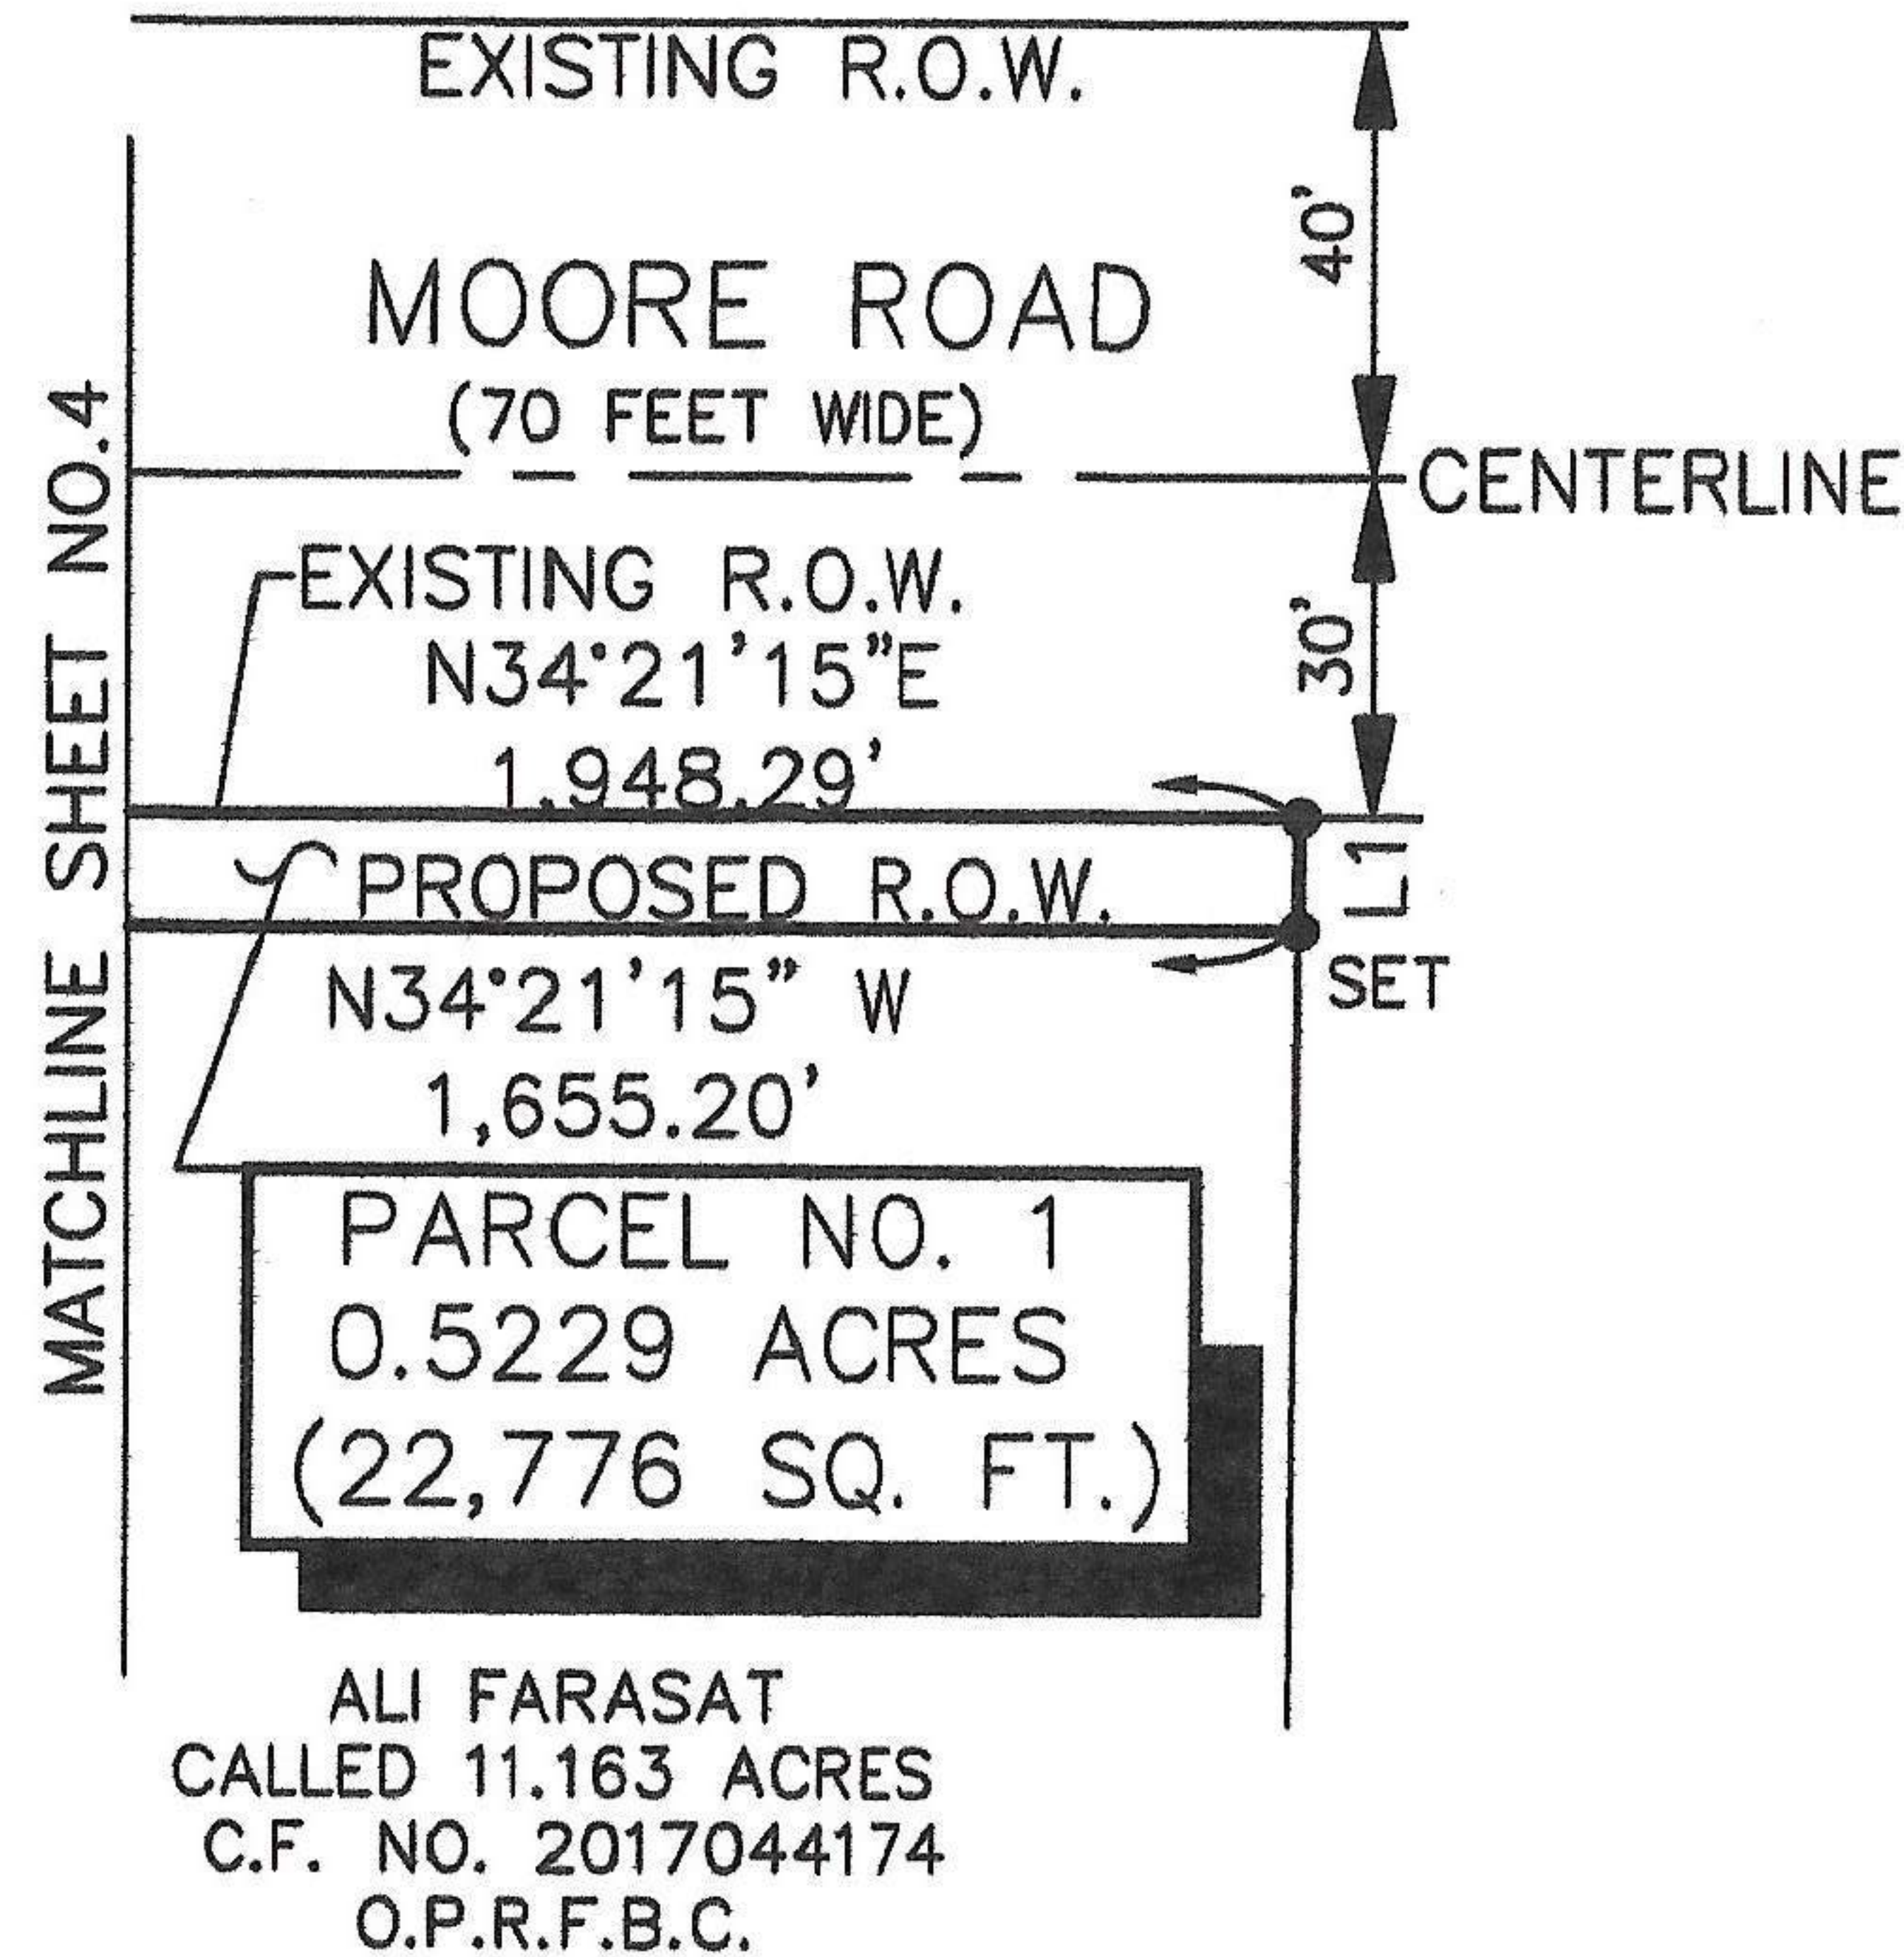 EXISTING R.O.W.
40'
MOORE ROAD
(70 FEET WIDE)
CENTERLINE
MATCHLINE SHEET NO.4
EXISTING R.O.W.
N34°21'15"E
1,948.29'
30'
PROPOSED R.O.W.
L1
SET
N34°21'15" W
1,655.20'
PARCEL NO. 1
0.5229 ACRES
(22,776 SQ. FT.)
ALI FARASAT
CALLED 11.163 ACRES
C.F. NO. 2017044174
O.P.R.F.B.C.